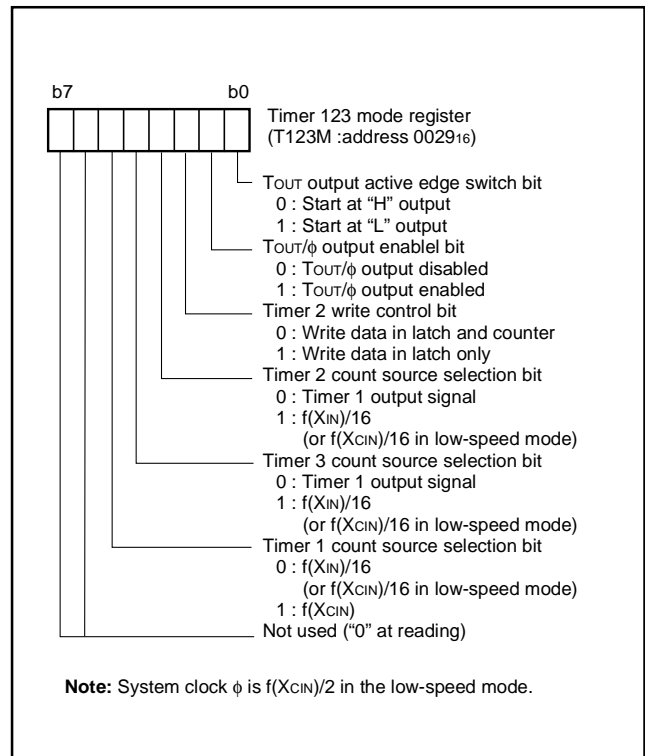 b7 b0
Timer 123 mode register
(T123M :address 002916)
TOUT output active edge switch bit
0 : Start at “H” output
1 : Start at “L” output
TOUT/ϕ output enablel bit
0 : TOUT/ϕ output disabled
1 : TOUT/ϕ output enabled
Timer 2 write control bit
0 : Write data in latch and counter
1 : Write data in latch only
Timer 2 count source selection bit
0 : Timer 1 output signal
1 : f(XIN)/16
(or f(XCIN)/16 in low-speed mode)
Timer 3 count source selection bit
0 : Timer 1 output signal
1 : f(XIN)/16
(or f(XCIN)/16 in low-speed mode)
Timer 1 count source selection bit
0 : f(XIN)/16
(or f(XCIN)/16 in low-speed mode)
1 : f(XCIN)
Not used (“0” at reading)
Note: System clock ϕ is f(XCIN)/2 in the low-speed mode.